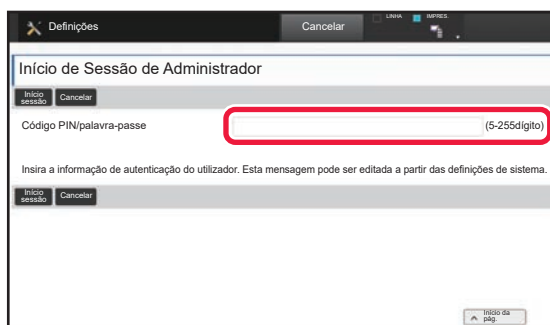 Definições
Cancelar
LINHA
IMPRES.
Início de Sessão de Administrador
Início
sessão
Cancelar
Código PIN/palavra-passe
(5-255dígito)
Insira a informação de autenticação do utilizador. Esta mensagem pode ser editada a partir das definições de sistema.
Início
sessão
Cancelar
Início da
pág.